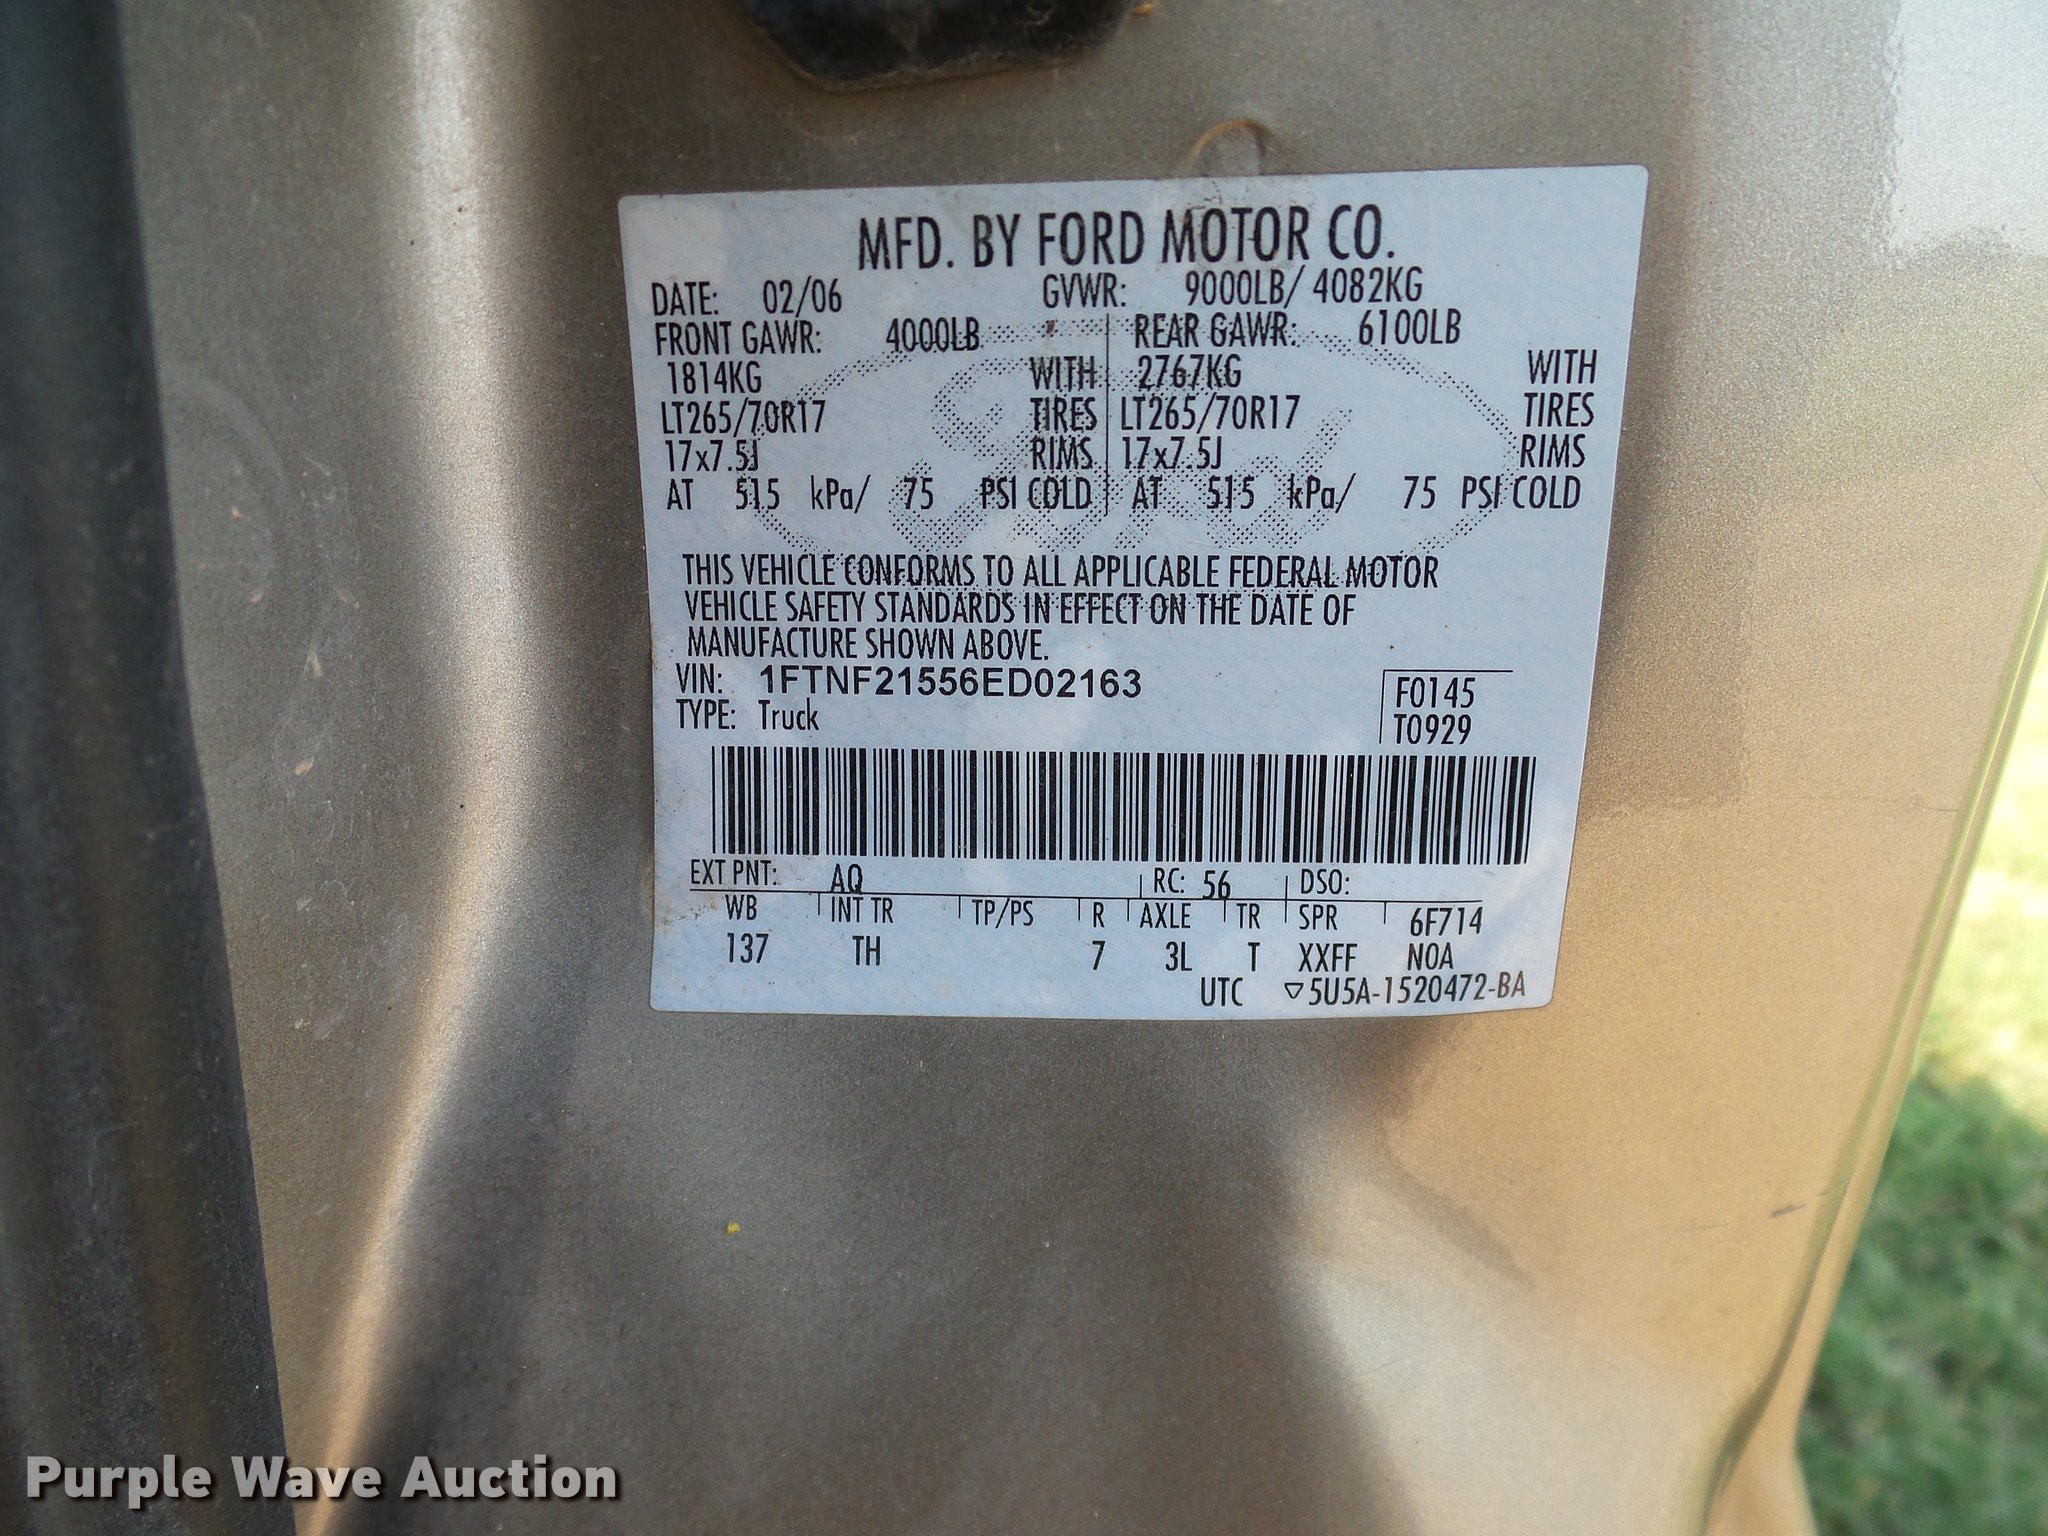 MFD. BY FORD MOTOR CO.
DATE: 02/06 GVWR: 9000LB/ 4082KG
FRONT GAWR: 4000LB REAR GAWR: 6100LB
1814KG WITH 2767KG WITH
LT265/70R17 TIRES LT265/70R17 TIRES
17x7.5J RIMS 17x7.5J RIMS
AT 515 kPa/ 75 PSI COLD AT 515 kPa/ 75 PSI COLD
THIS VEHICLE CONFORMS TO ALL APPLICABLE FEDERAL MOTOR
VEHICLE SAFETY STANDARDS IN EFFECT ON THE DATE OF
MANUFACTURE SHOWN ABOVE.
VIN: 1FTNF21556ED02163 F0145
TYPE: Truck T0929
EXT PNT: AQ RC: 56 DSO:
WB INT TR TP/PS R AXLE TR SPR 6F714
137 TH 7 3L T XXFF NOA
UTC ▽5U5A-1520472-BA
Ford
Purple Wave Auction